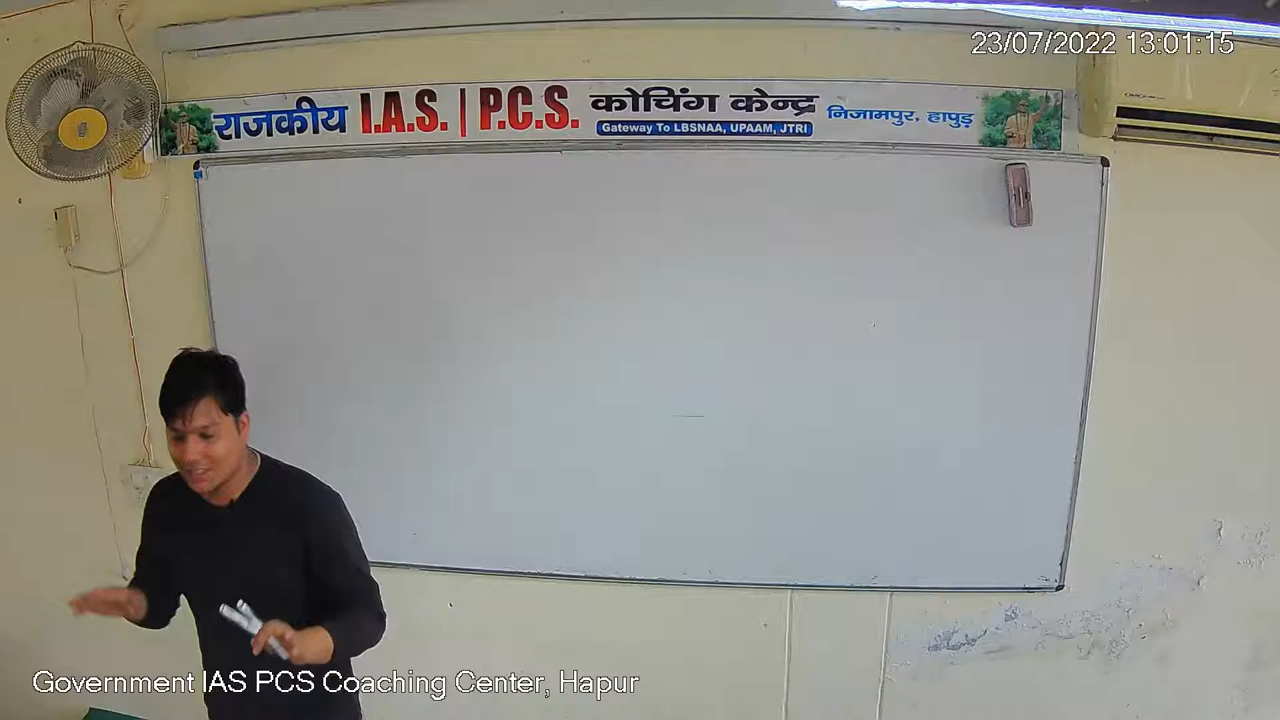 23/07/2022 13:01:15
राजकीय I.A.S. | P.C.S. कोचिंग केन्द्र निजामपुर, हापुड़
Gateway To LBSNAA, UPAAM, JTRI
Government IAS PCS Coaching Center, Hapur